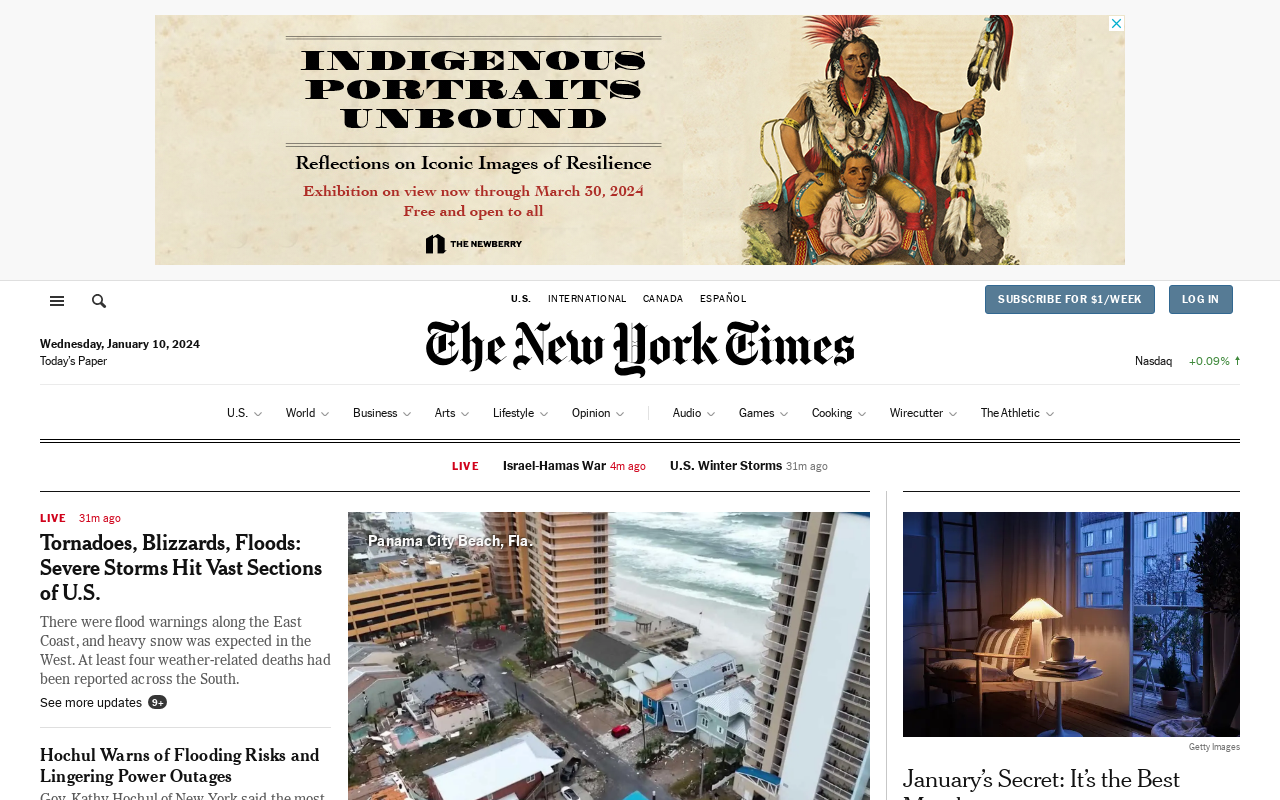 INDIGENOUS
PORTRAITS
UNBOUND
Reflections on Iconic Images of Resilience
Exhibition on view now through March 30, 2024
Free and open to all
THE NEWBERRY
U.S. INTERNATIONAL CANADA ESPAÑOL
SUBSCRIBE FOR $1/WEEK LOG IN
The New York Times
Wednesday, January 10, 2024
Today's Paper
Nasdaq +0.09%
U.S. World Business Arts Lifestyle Opinion Audio Games Cooking Wirecutter The Athletic
LIVE Israel-Hamas War 4m ago U.S. Winter Storms 31m ago
LIVE 31m ago
Tornadoes, Blizzards, Floods:
Severe Storms Hit Vast Sections
of U.S.
There were flood warnings along the East
Coast, and heavy snow was expected in the
West. At least four weather-related deaths had
been reported across the South.
See more updates 9+
Hochul Warns of Flooding Risks and
Lingering Power Outages
Gov. Kathy Hochul of New York said the most
Panama City Beach, Fla.
Getty Images
January's Secret: It's the Best